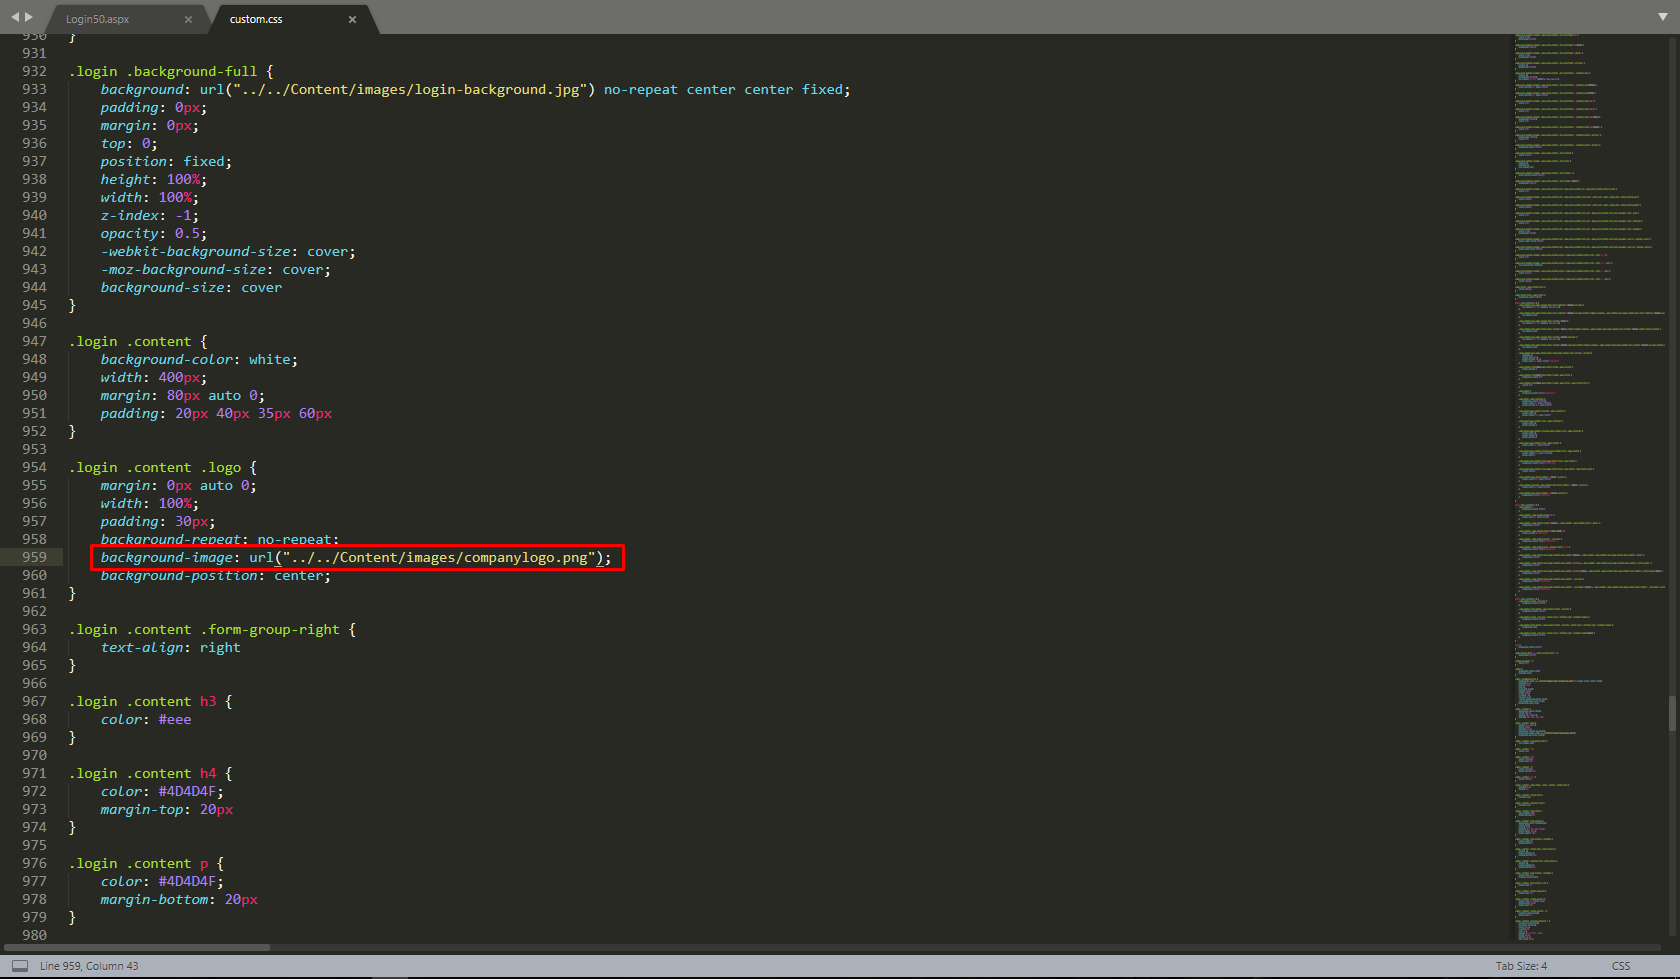 Login50.aspx
custom.css
930 }
931
932 .login .background-full {
933 background: url("../../Content/images/login-background.jpg") no-repeat center center fixed;
934 padding: 0px;
935 margin: 0px;
936 top: 0;
937 position: fixed;
938 height: 100%;
939 width: 100%;
940 z-index: -1;
941 opacity: 0.5;
942 -webkit-background-size: cover;
943 -moz-background-size: cover;
944 background-size: cover
945 }
946
947 .login .content {
948 background-color: white;
949 width: 400px;
950 margin: 80px auto 0;
951 padding: 20px 40px 35px 60px
952 }
953
954 .login .content .logo {
955 margin: 0px auto 0;
956 width: 100%;
957 padding: 30px;
958 background-repeat: no-repeat;
959 background-image: url("../../Content/images/companylogo.png");
960 background-position: center;
961 }
962
963 .login .content .form-group-right {
964 text-align: right
965 }
966
967 .login .content h3 {
968 color: #eee
969 }
970
971 .login .content h4 {
972 color: #4D4D4F;
973 margin-top: 20px
974 }
975
976 .login .content p {
977 color: #4D4D4F;
978 margin-bottom: 20px
979 }
980
Line 959, Column 43
Tab Size: 4
CSS